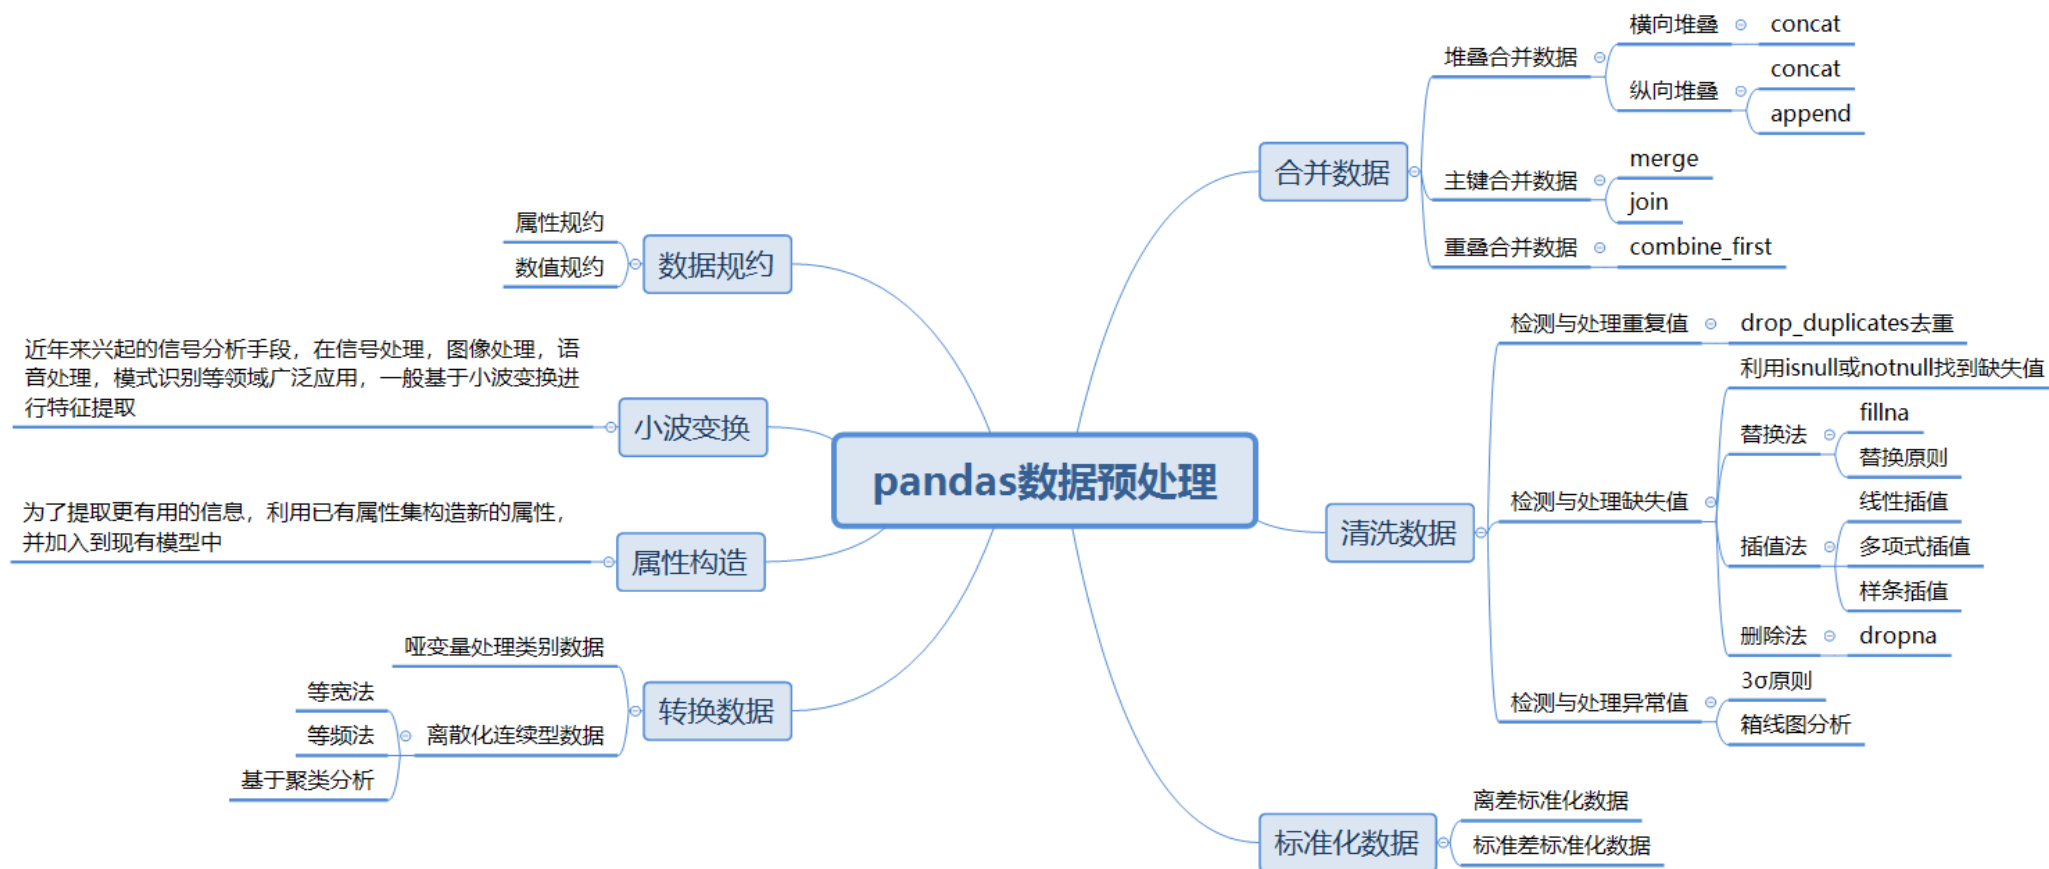 pandas数据预处理
合并数据
堆叠合并数据
横向堆叠
concat
纵向堆叠
concat
append
主键合并数据
merge
join
重叠合并数据
combine_first
清洗数据
检测与处理重复值
drop_duplicates去重
检测与处理缺失值
利用isnull或notnull找到缺失值
替换法
fillna
替换原则
插值法
线性插值
多项式插值
样条插值
删除法
dropna
检测与处理异常值
3σ原则
箱线图分析
标准化数据
离差标准化数据
标准差标准化数据
数据规约
属性规约
数值规约
小波变换
近年来兴起的信号分析手段，在信号处理，图像处理，语
音处理，模式识别等领域广泛应用，一般基于小波变换进
行特征提取
属性构造
为了提取更有用的信息，利用已有属性集构造新的属性，
并加入到现有模型中
转换数据
哑变量处理类别数据
离散化连续型数据
等宽法
等频法
基于聚类分析